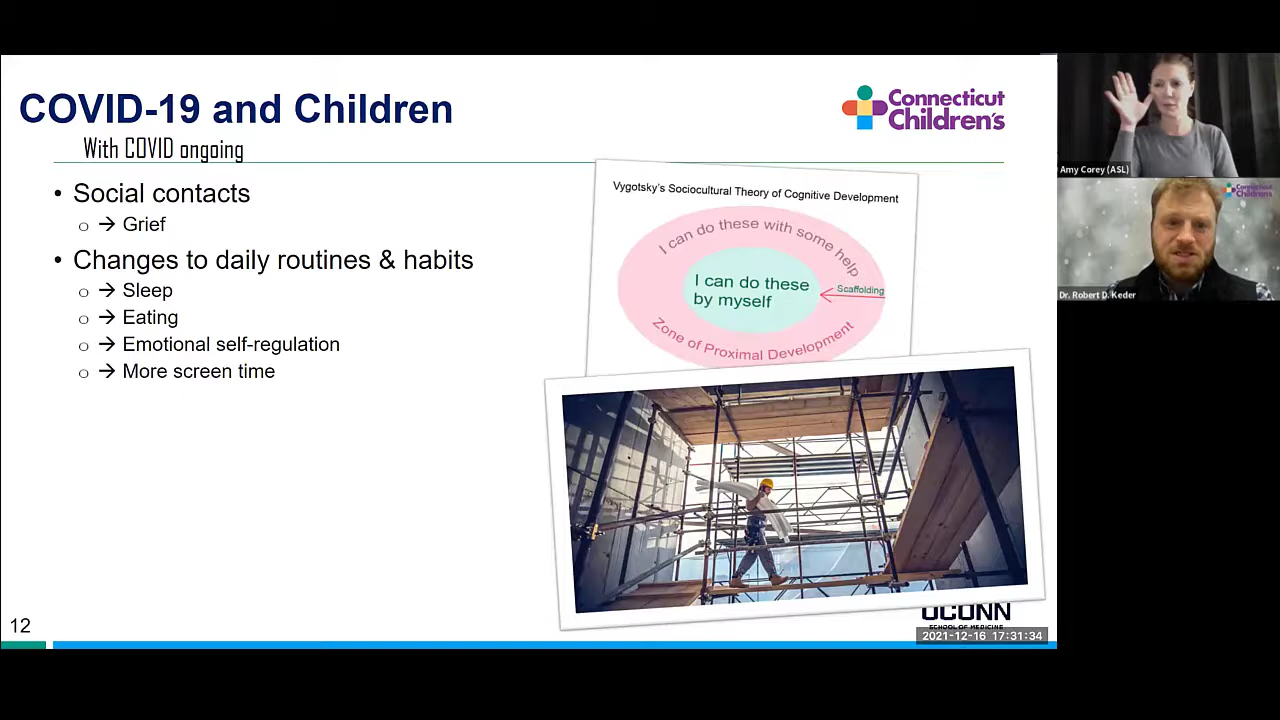 COVID-19 and Children
With COVID ongoing
Connecticut
Children's
• Social contacts
o → Grief
• Changes to daily routines & habits
o → Sleep
o → Eating
o → Emotional self-regulation
o → More screen time
Vygotsky's Sociocultural Theory of Cognitive Development
I can do these with some help
I can do these
by myself
Scaffolding
Zone of Proximal Development
12
UCONN
SCHOOL OF MEDICINE
2021-12-16 17:31:34
Amy Corey (ASL)
Connecticut
Children's
Dr. Robert D. Keder